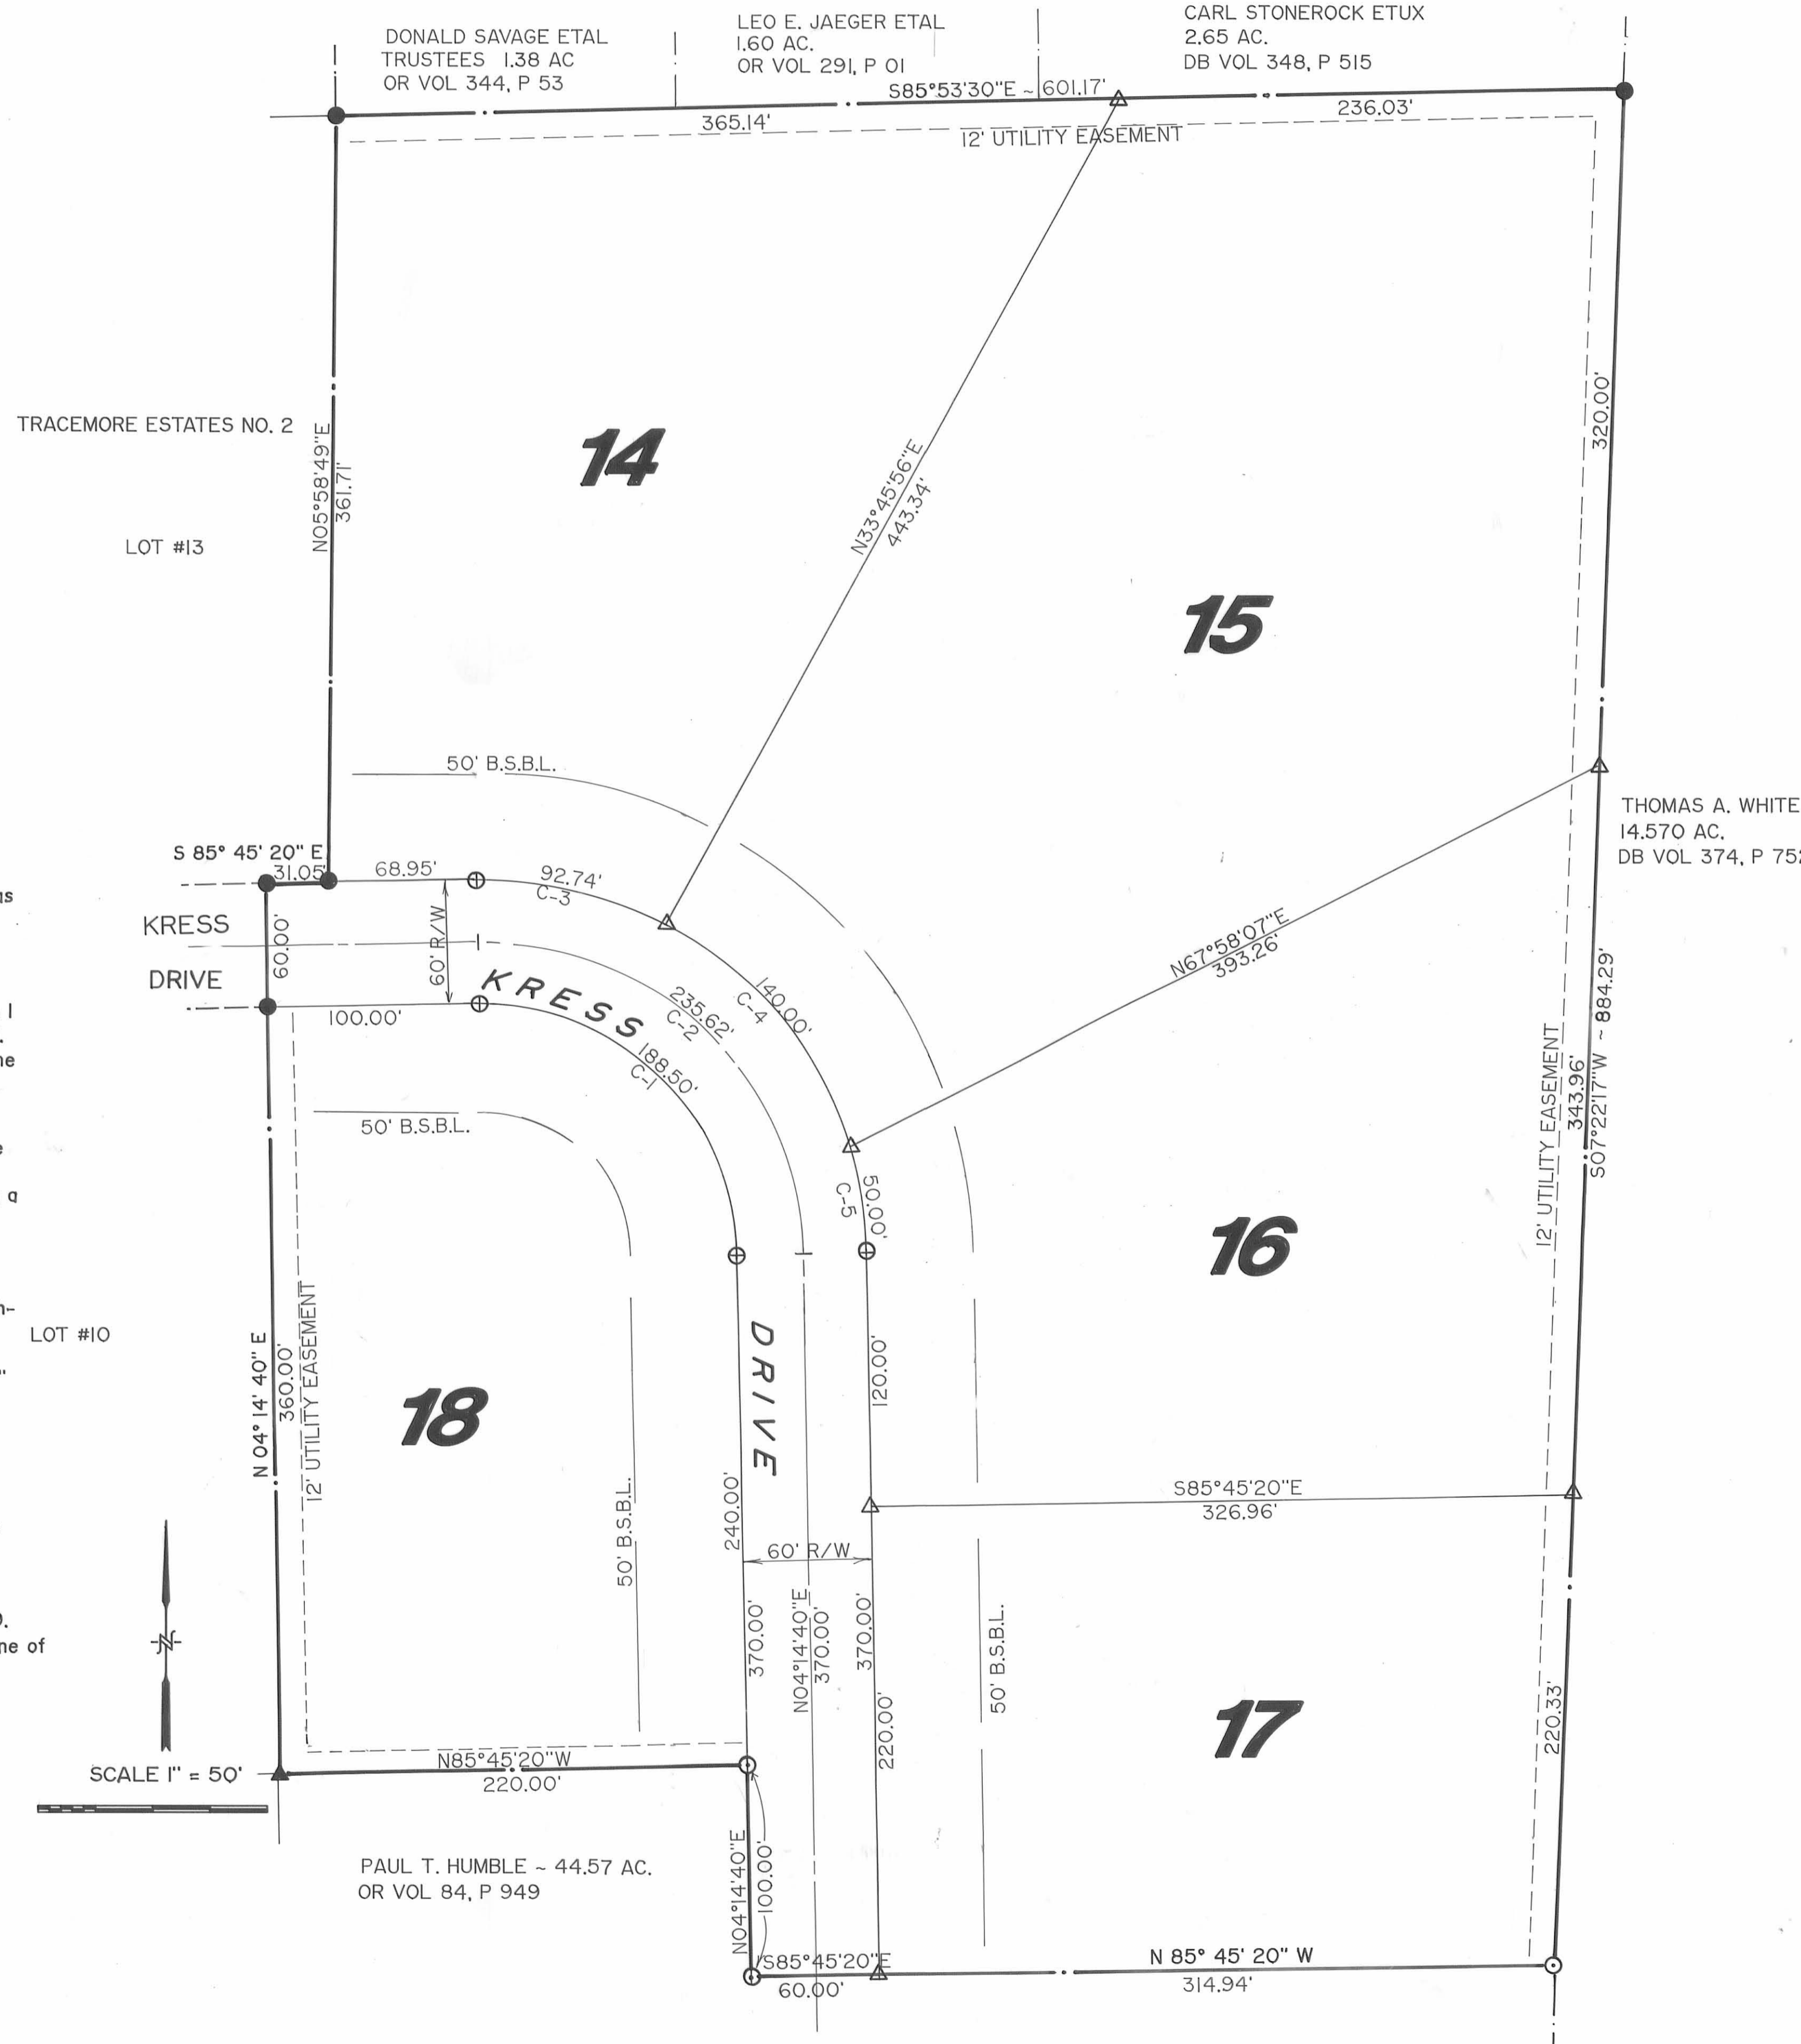 DONALD SAVAGE ETAL
TRUSTEES 1.38 AC
OR VOL 344, P 53
LEO E. JAEGER ETAL
1.60 AC.
OR VOL 291, P 01
CARL STONEROCK ETUX
2.65 AC.
DB VOL 348, P 515
S85°53'30"E ~ 601.17'
365.14'
236.03'
12' UTILITY EASEMENT
TRACEMORE ESTATES NO. 2
LOT #13
N05°58'49"E
361.71'
14
N33°45'56"E
443.34'
15
320.00'
50' B.S.B.L.
THOMAS A. WHITE
14.570 AC.
DB VOL 374, P 752
S 85° 45' 20" E
31.05'
68.95'
92.74'
C-3
KRESS
DRIVE
60.00'
60' R/W
100.00'
KRESS
235.62'
C-2
188.50'
C-1
140.00'
C-4
N67°58'07"E
393.26'
12' UTILITY EASEMENT
343.96'
S07°22'17"W ~ 884.29'
50' B.S.B.L.
50.00'
C-5
16
LOT #10
N 04° 14' 40" E
360.00'
12' UTILITY EASEMENT
18
DRIVE
120.00'
240.00'
50' B.S.B.L.
S85°45'20"E
326.96'
60' R/W
370.00'
N04°14'40"E
370.00'
370.00'
50' B.S.B.L.
220.00'
17
220.33'
N
SCALE 1" = 50'
N85°45'20"W
220.00'
PAUL T. HUMBLE ~ 44.57 AC.
OR VOL 84, P 949
N04°14'40"E
100.00'
S85°45'20"E
60.00'
N 85° 45' 20" W
314.94'
ne of